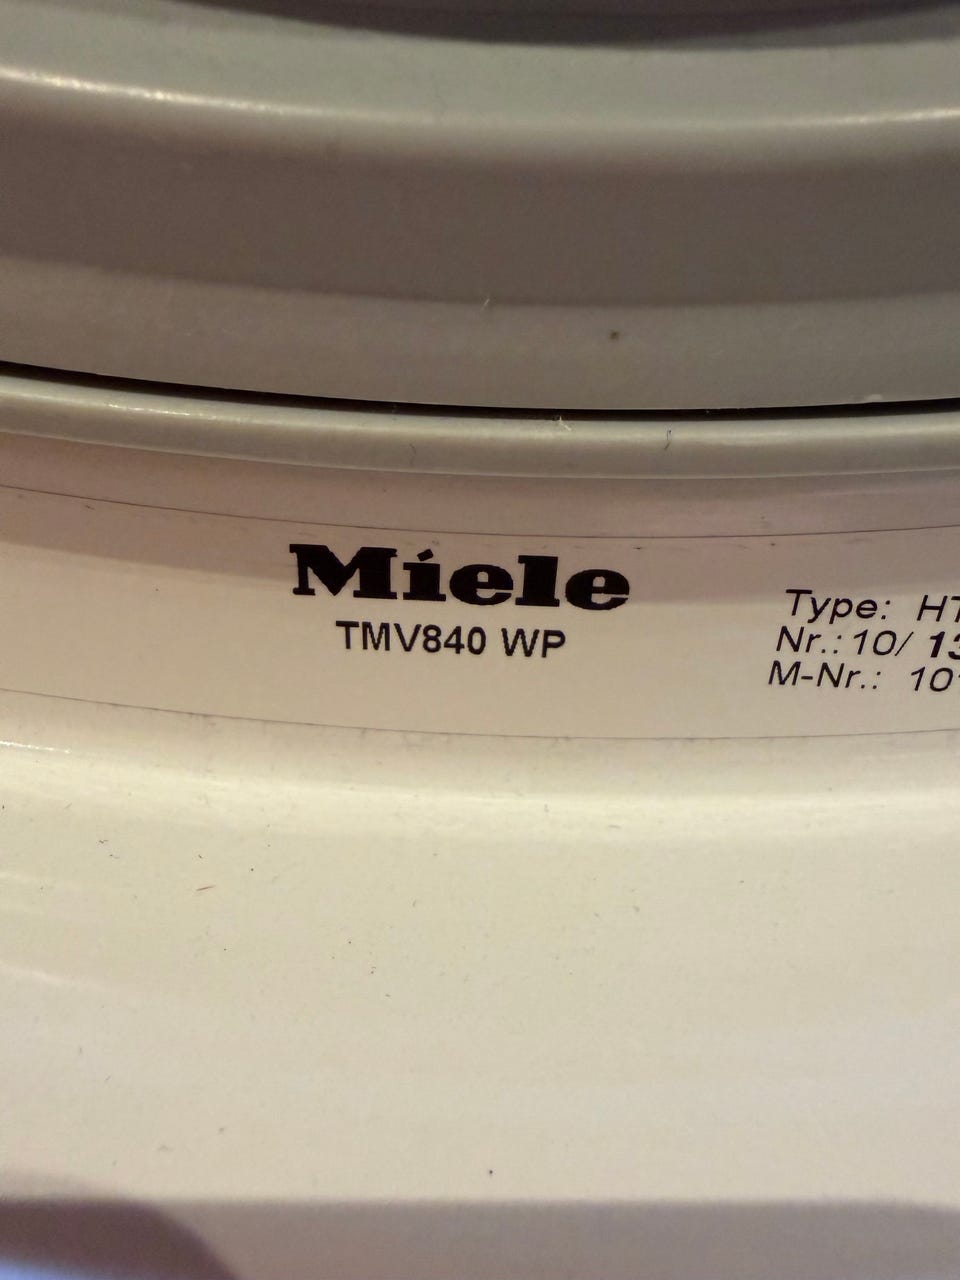 Miele
TMV840 WP
Type: HT
Nr.: 10/ 13
M-Nr.: 10